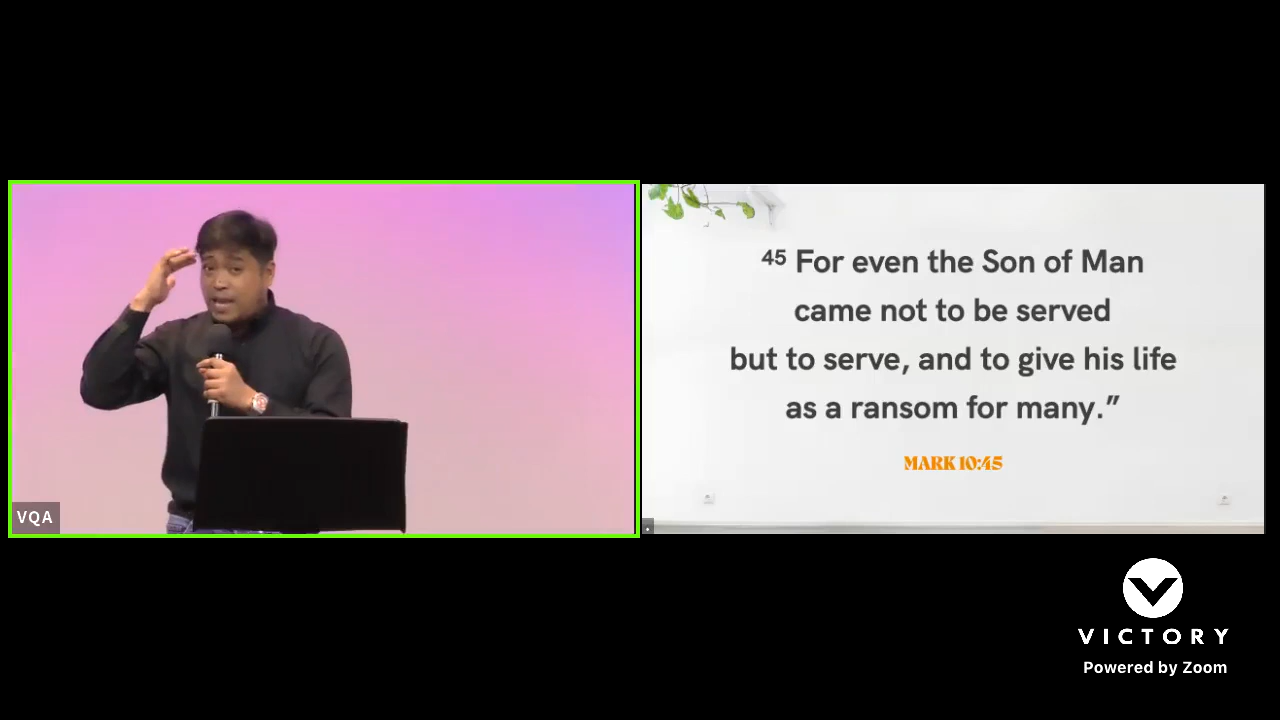 VQA
⁴⁵ For even the Son of Man
came not to be served
but to serve, and to give his life
as a ransom for many.”
MARK 10:45
VICTORY
Powered by Zoom